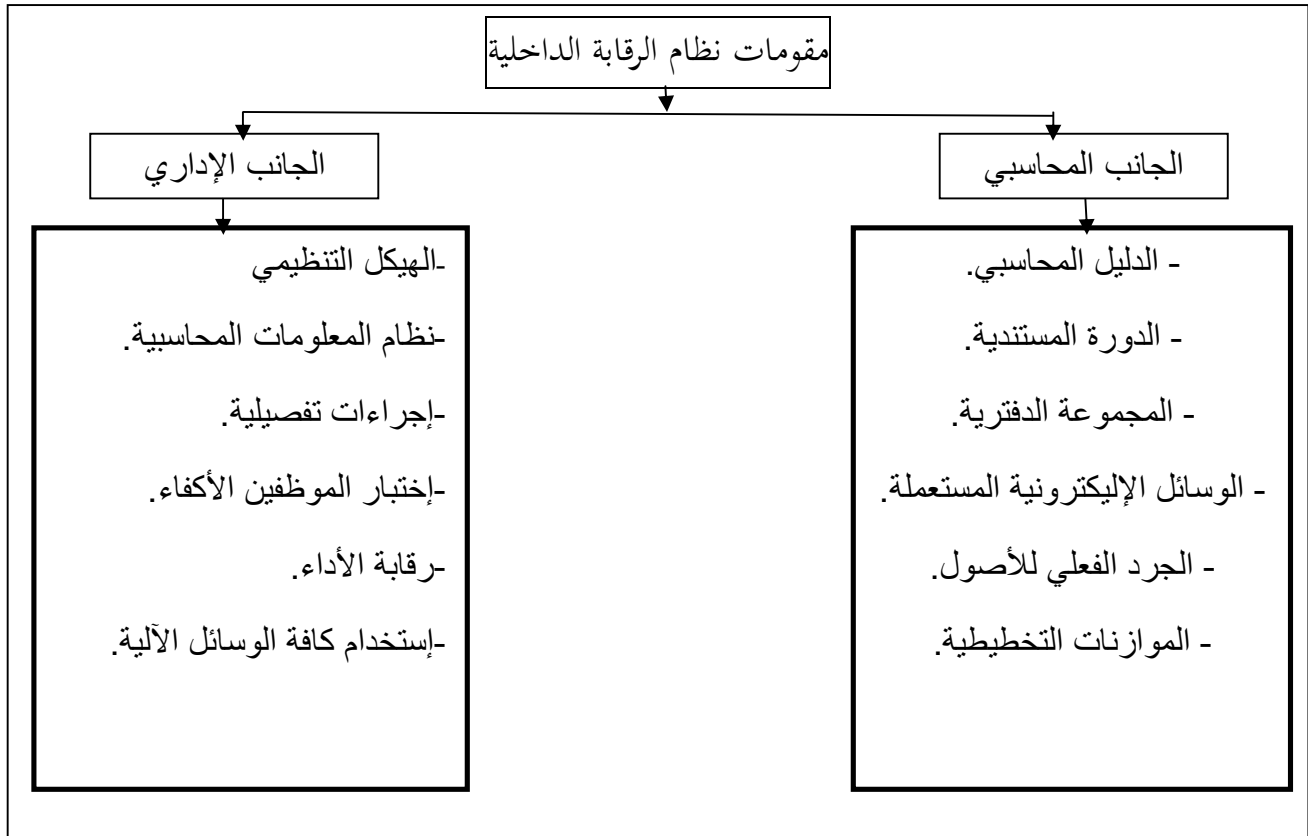 مقومات نظام الرقابة الداخلية
الجانب المحاسبي
- الدليل المحاسبي.
- الدورة المستندية.
- المجموعة الدفترية.
- الوسائل الإليكترونية المستعملة.
- الجرد الفعلي للأصول.
- الموازنات التخطيطية.
الجانب الإداري
-الهيكل التنظيمي
-نظام المعلومات المحاسبية.
-إجراءات تفصيلية.
-إختبار الموظفين الأكفاء.
-رقابة الأداء.
-إستخدام كافة الوسائل الآلية.